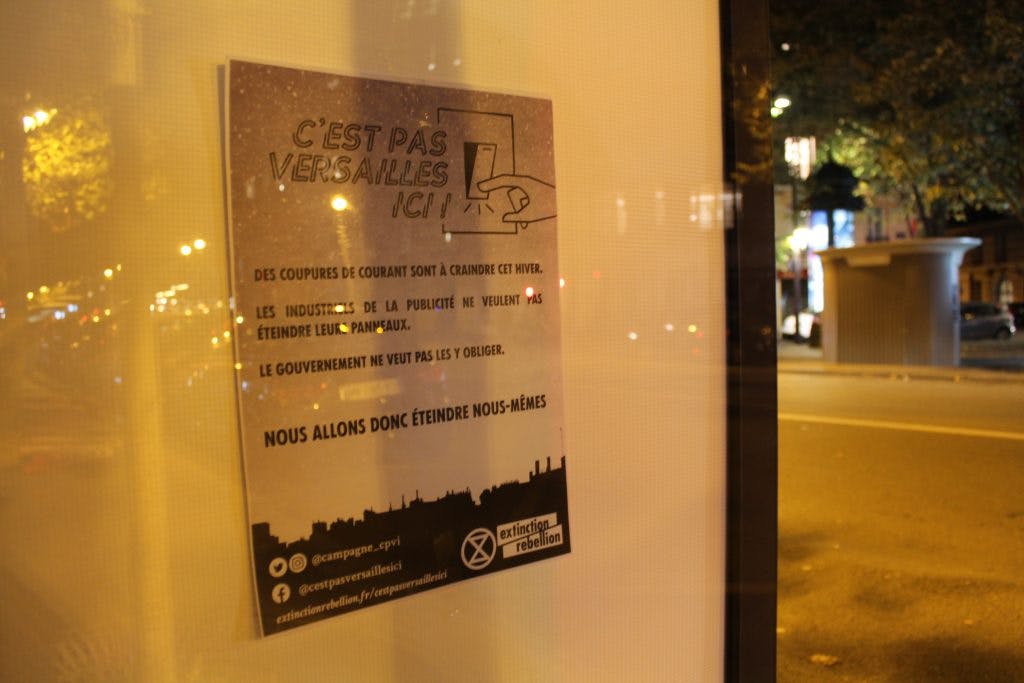 C'EST PAS
VERSAILLES
ICI !
DES COUPURES DE COURANT SONT À CRAINDRE CET HIVER.
LES INDUSTRIELS DE LA PUBLICITÉ NE VEULENT PAS
ÉTEINDRE LEURS PANNEAUX.
LE GOUVERNEMENT NE VEUT PAS LES Y OBLIGER.
NOUS ALLONS DONC ÉTEINDRE NOUS-MÊMES
@campagne_cpvi
@cestpasversaillesici
extinctionrebellion.fr/cestpasversaillesici
extinction
rebellion